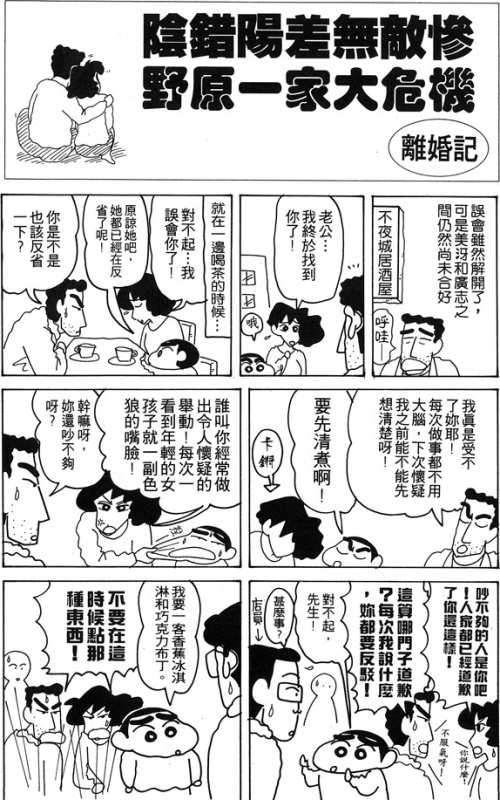 陰錯陽差無敵慘
野原一家大危機
離婚記
誤會雖然解開了，
可是美冴和廣志之
間仍然尚未合好
不夜城居酒屋
呼哇
老公…
我終於找到
你了！
哦
就在一邊喝茶的時候…
對不起…我
誤會你了！
原諒她吧，
她都已經在反
省了呢！
你是不是
也該反省
一下？
我真是受不
了妳耶！
每次做事都不用
大腦，下次懷疑
我之前能不能先
想清楚呀！
要先清煮啊！
誰叫你經常做
出令人懷疑的
舉動！每次一
看到年輕的女
孩子就一副色
狼的嘴臉！
幹嘛呀，
妳還吵不夠
呀？
吵不夠的人是你吧
！人家都已經道歉
了你還這樣！
你說什麼！
這算哪門子道歉
？每次我說什麼
，妳都要反駁！
不服氣呀！
對不起，
先生！
甚麼事？
店員
我要一客香蕉冰淇
淋和巧克力布丁。
不要在這
時候點那
種東西！